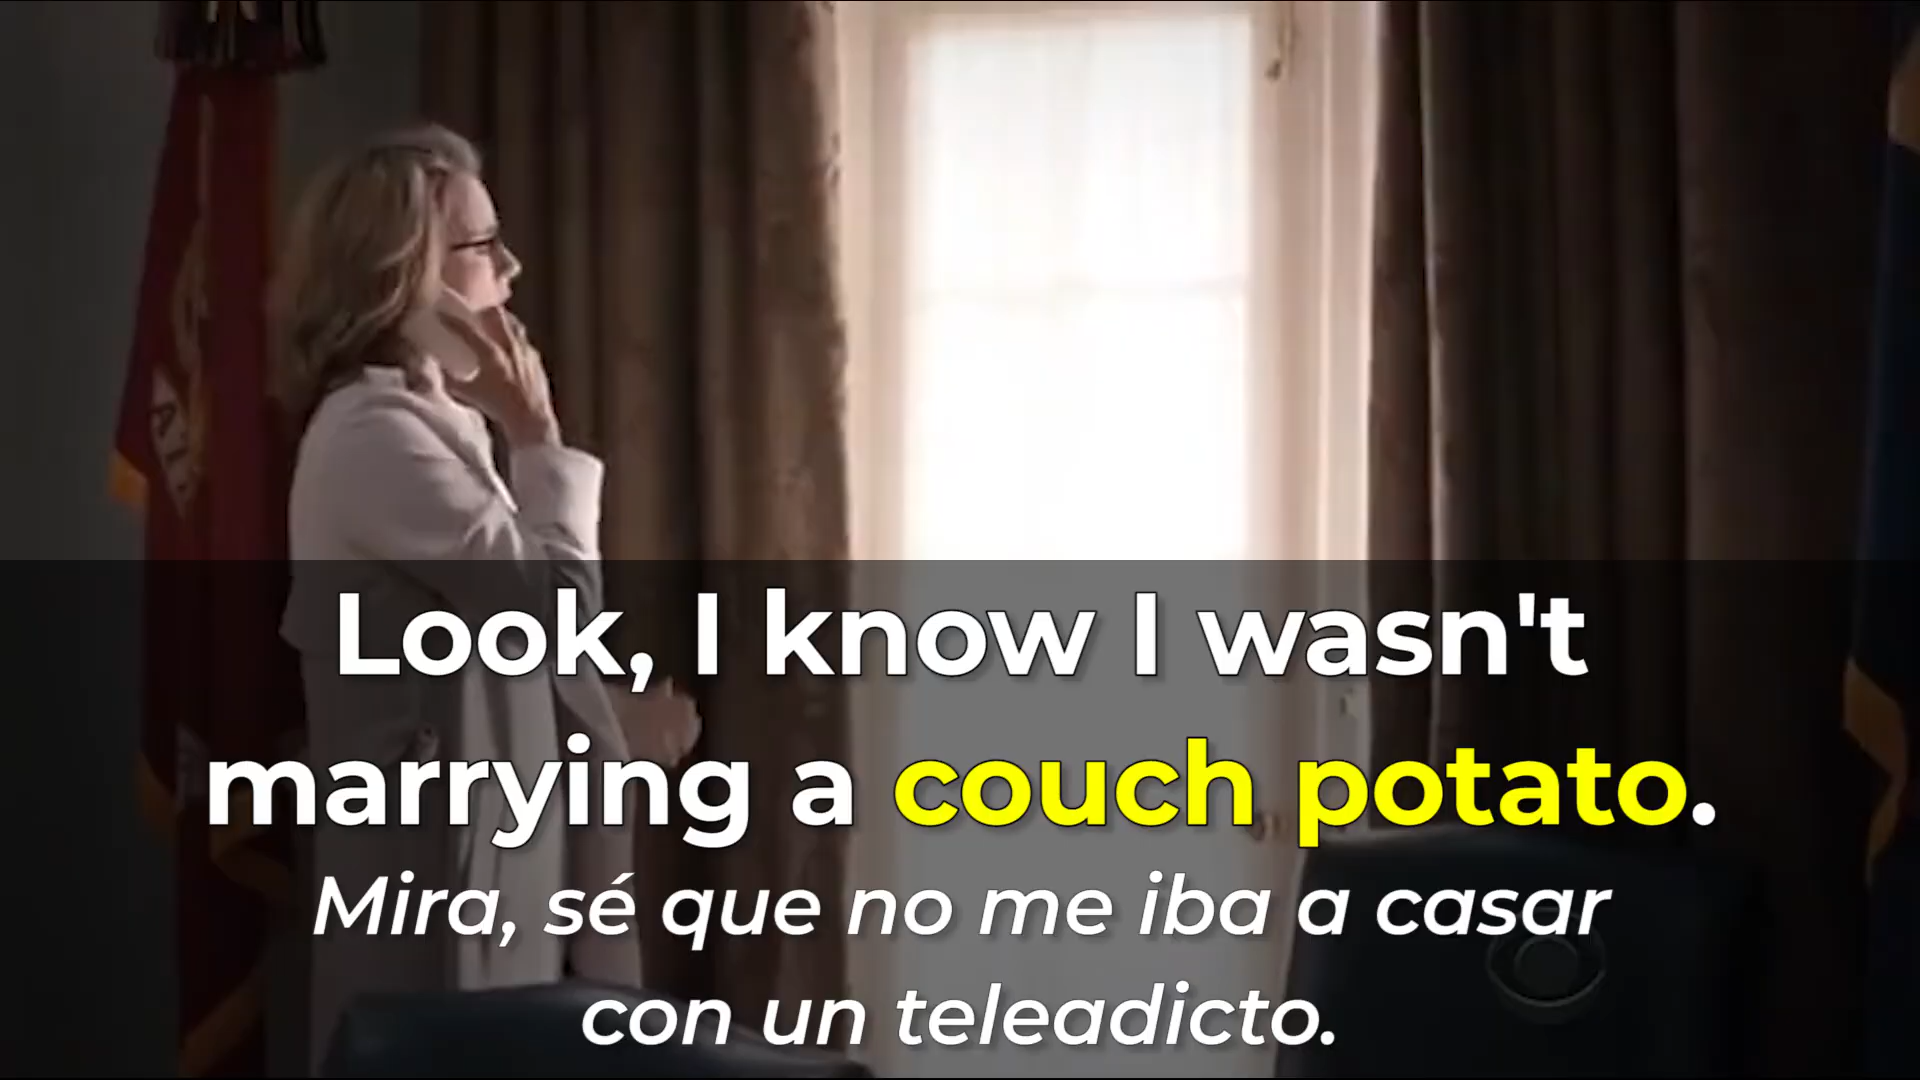 Look, I know I wasn't
marrying a couch potato.
Mira, sé que no me iba a casar
con un teleadicto.